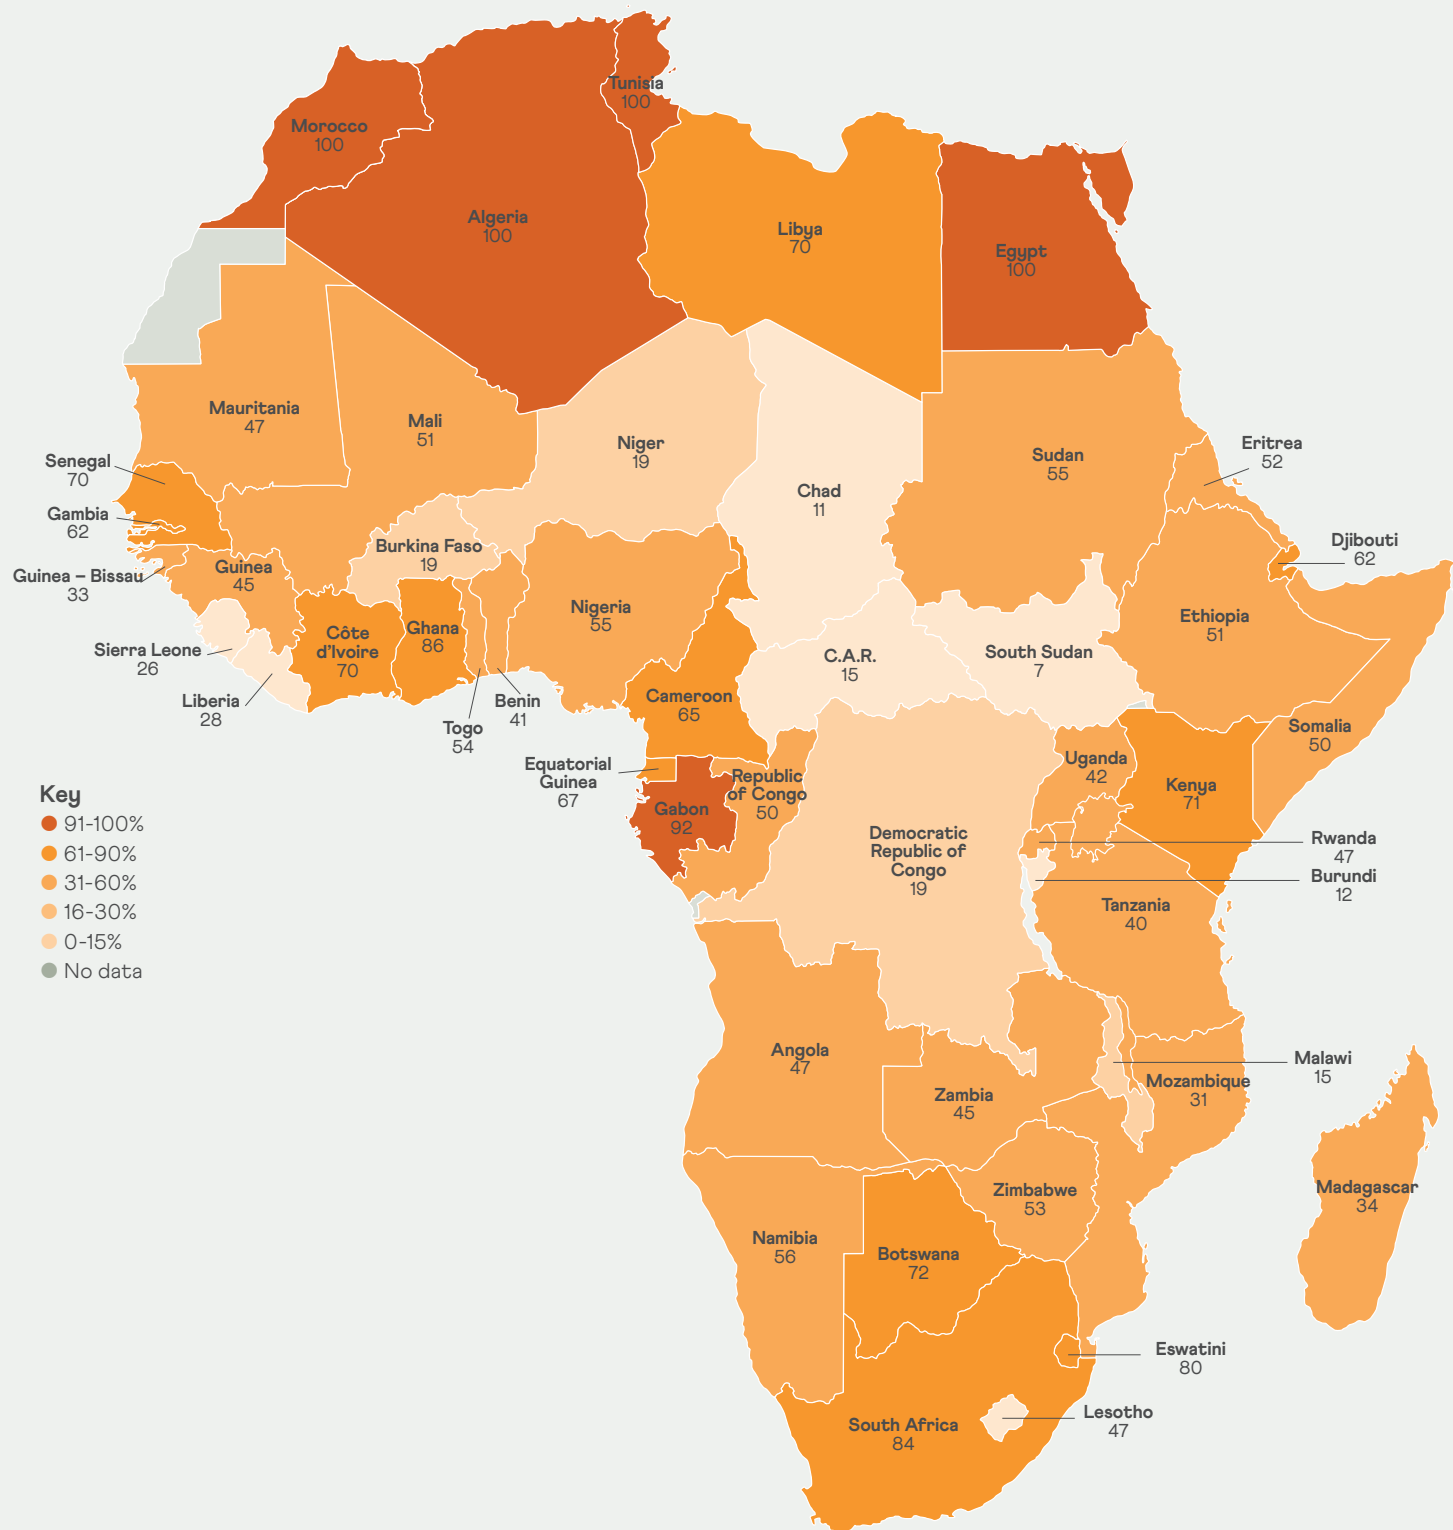 Tunisia
100
Morocco
100
Algeria
100
Libya
70
Egypt
100
Mauritania
47
Mali
51
Niger
19
Chad
11
Sudan
55
Eritrea
52
Senegal
70
Gambia
62
Guinea – Bissau
33
Guinea
45
Burkina Faso
19
Djibouti
62
Nigeria
55
Ethiopia
51
Sierra Leone
26
Liberia
28
Côte
d’Ivoire
70
Ghana
86
Togo
54
Benin
41
C.A.R.
15
South Sudan
7
Cameroon
65
Somalia
50
Equatorial
Guinea
67
Gabon
92
Republic
of Congo
50
Uganda
42
Kenya
71
Key
91-100%
61-90%
31-60%
16-30%
0-15%
No data
Democratic
Republic of
Congo
19
Rwanda
47
Burundi
12
Tanzania
40
Angola
47
Zambia
45
Malawi
15
Mozambique
31
Madagascar
34
Zimbabwe
53
Namibia
56
Botswana
72
Eswatini
80
Lesotho
47
South Africa
84